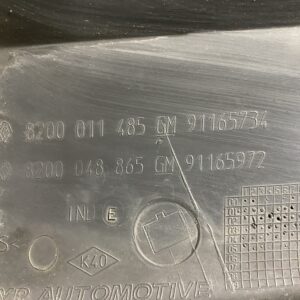 8200 011 485 GM 91165734
8200 048 865 GM 91165972
IND E
K40
AUTOMOTIVE